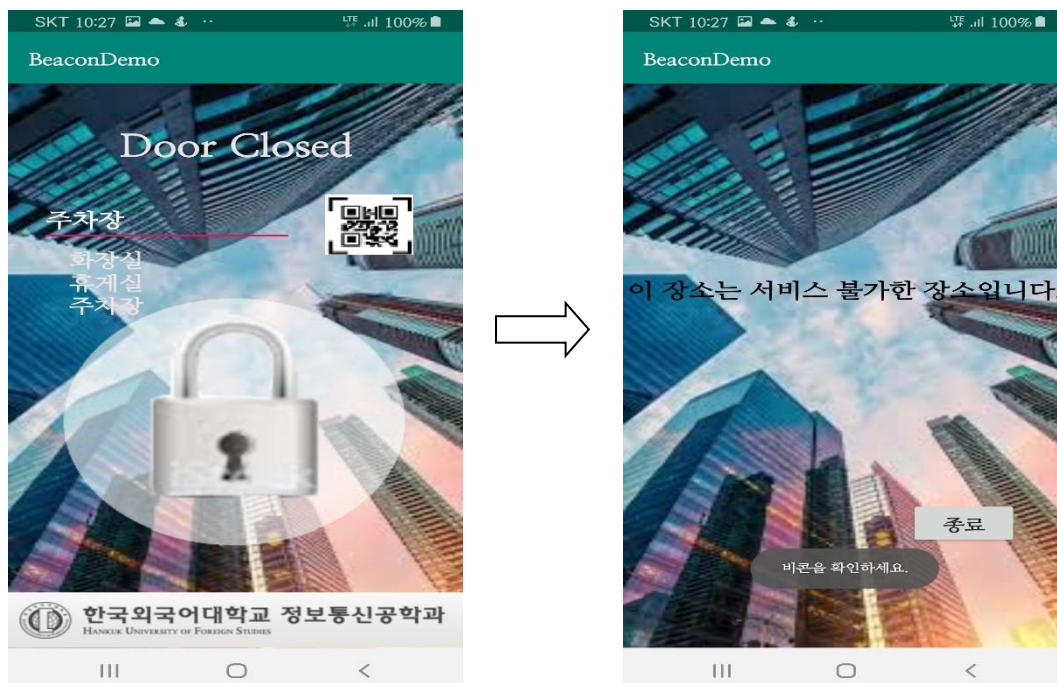 SKT 10:27
LTE
100%
BeaconDemo
Door Closed
주차장
화장실
휴게실
주차장
한국외국어대학교 정보통신공학과
HANKUK UNIVERSITY OF FOREIGN STUDIES
SKT 10:27
LTE
100%
BeaconDemo
이 장소는 서비스 불가한 장소입니다
종료
비콘을 확인하세요.